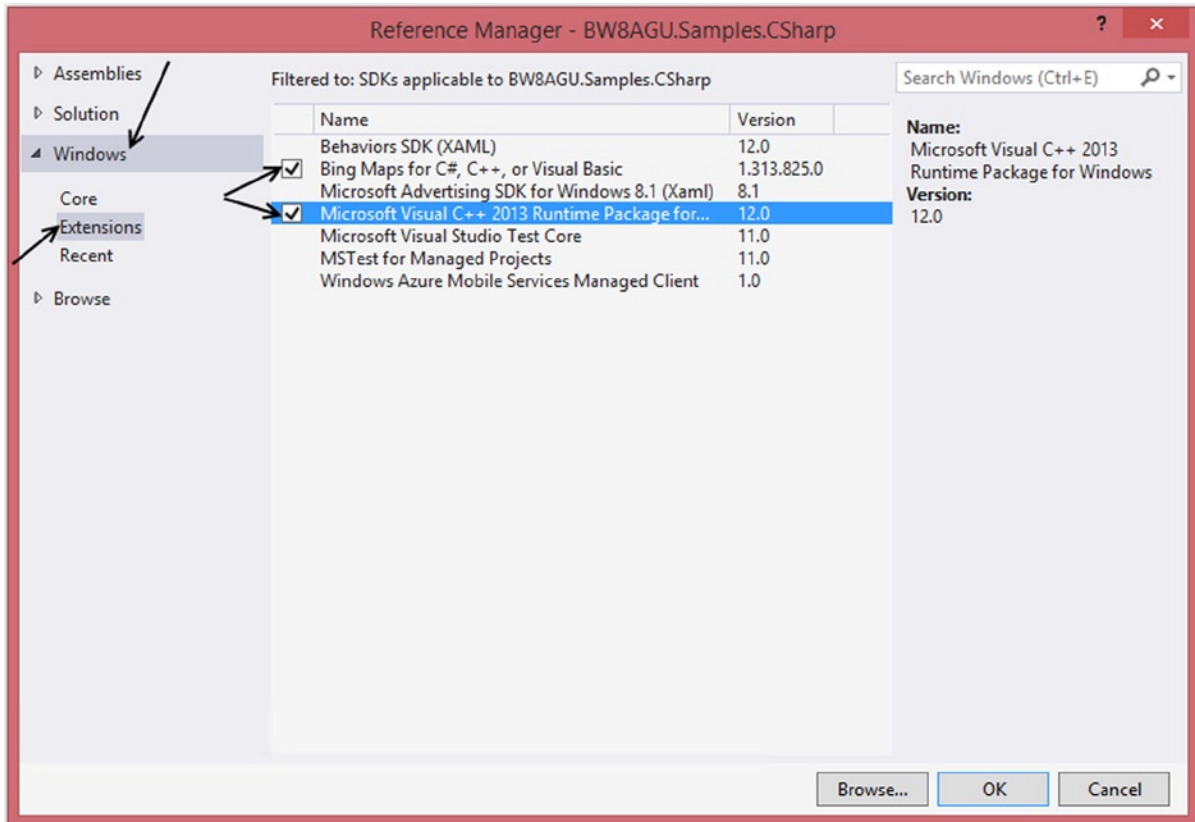 Reference Manager - BW8AGU.Samples.CSharp
?
×
Assemblies
Solution
Windows
Core
Extensions
Recent
Browse
Filtered to: SDKs applicable to BW8AGU.Samples.CSharp
Name Version
Behaviors SDK (XAML) 12.0
Bing Maps for C#, C++, or Visual Basic 1.313.825.0
Microsoft Advertising SDK for Windows 8.1 (Xaml) 8.1
Microsoft Visual C++ 2013 Runtime Package for... 12.0
Microsoft Visual Studio Test Core 11.0
MSTest for Managed Projects 11.0
Windows Azure Mobile Services Managed Client 1.0
Search Windows (Ctrl+E)
Name:
Microsoft Visual C++ 2013
Runtime Package for Windows
Version:
12.0
Browse... OK Cancel